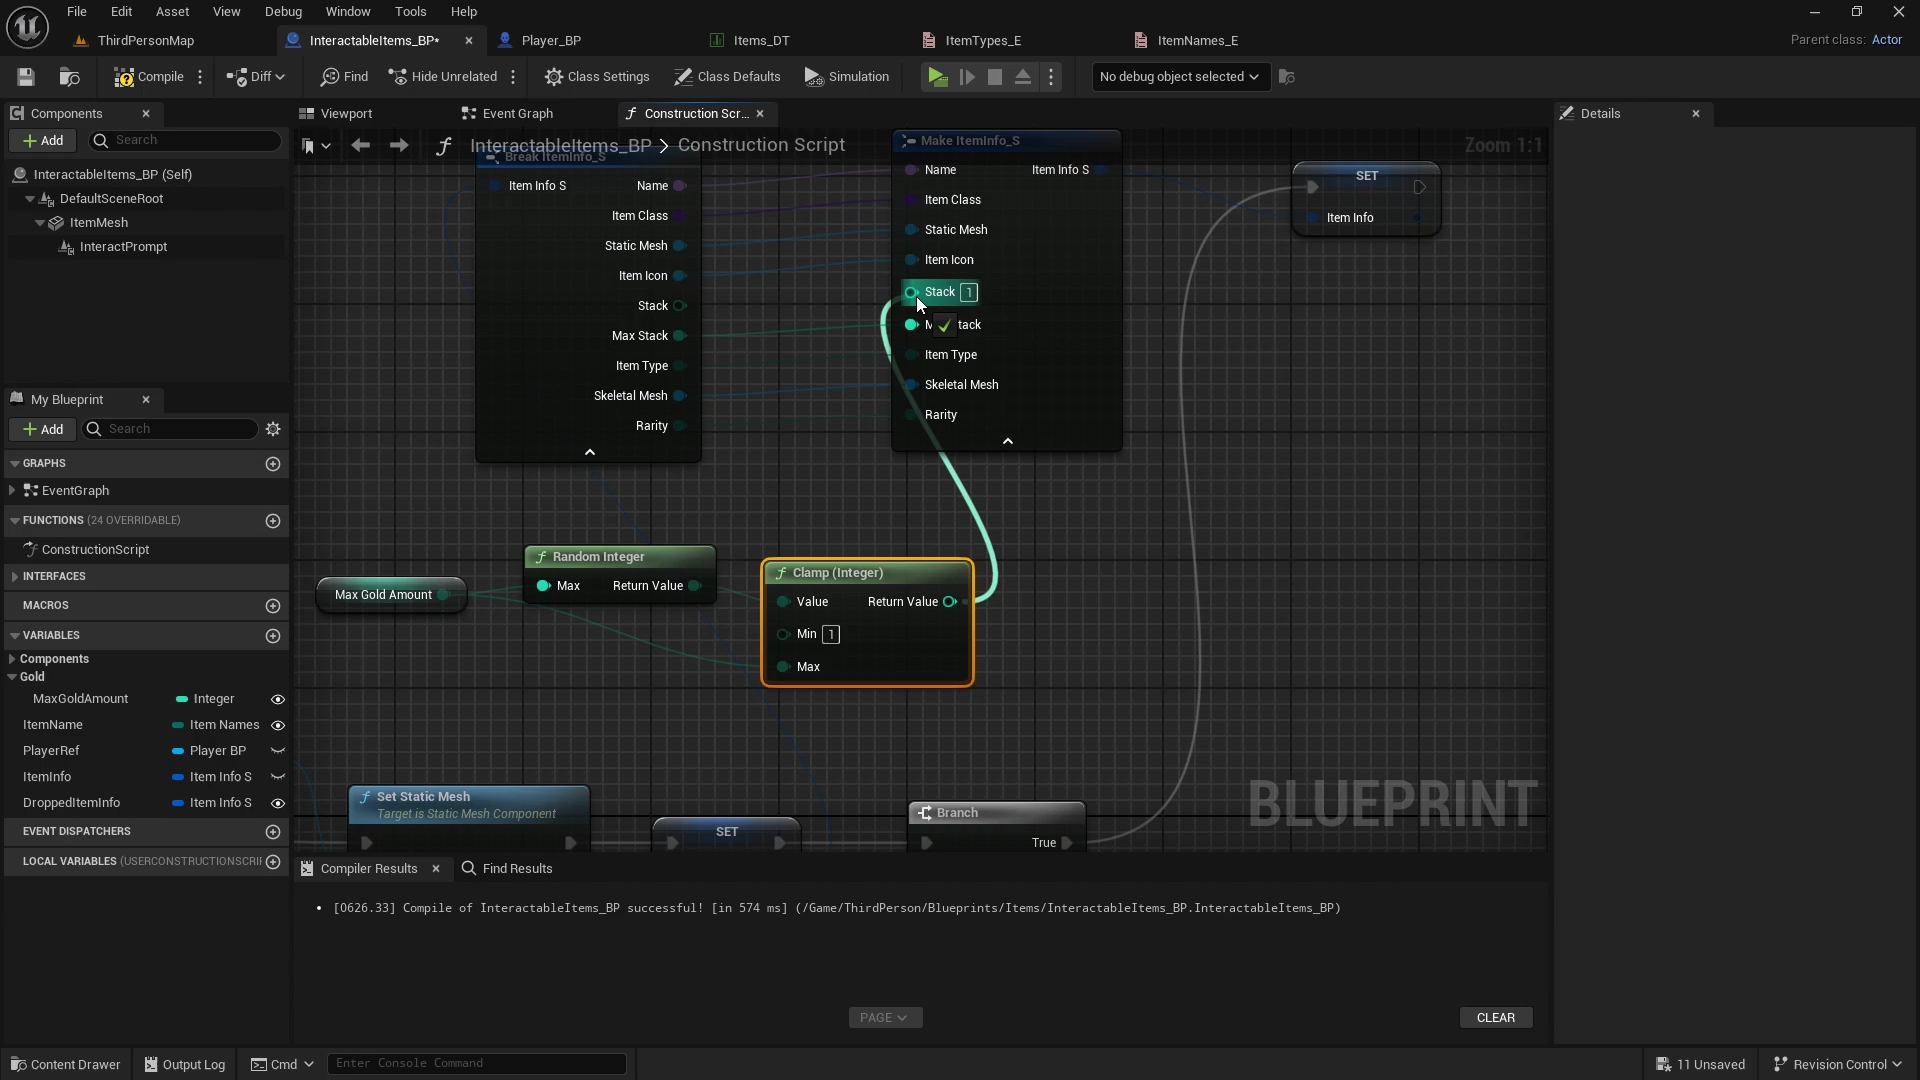 File Edit Asset View Debug Window Tools Help
ThirdPersonMap
InteractableItems_BP*
Player_BP
Items_DT
ItemTypes_E
ItemNames_E
Parent class: Actor
Compile
Diff
Find
Hide Unrelated
Class Settings
Class Defaults
Simulation
No debug object selected
Components
Add
Search
InteractableItems_BP (Self)
DefaultSceneRoot
ItemMesh
InteractPrompt
My Blueprint
Add
Search
GRAPHS
EventGraph
FUNCTIONS (24 OVERRIDABLE)
ConstructionScript
INTERFACES
MACROS
VARIABLES
Components
Gold
MaxGoldAmount Integer
ItemName Item Names
PlayerRef Player BP
ItemInfo Item Info S
DroppedItemInfo Item Info S
EVENT DISPATCHERS
LOCAL VARIABLES (USERCONSTRUCTIONSCRI
Viewport
Event Graph
Construction Scr...
InteractableItems_BP > Construction Script
Zoom 1:1
Break ItemInfo_S
Item Info S Name
Item Class
Static Mesh
Item Icon
Stack
Max Stack
Item Type
Skeletal Mesh
Rarity
Make ItemInfo_S
Name Item Info S
Item Class
Static Mesh
Item Icon
Stack 1
M tack
Item Type
Skeletal Mesh
Rarity
SET
Item Info
Max Gold Amount
Random Integer
Max Return Value
Clamp (Integer)
Value Return Value
Min 1
Max
Set Static Mesh
Target is Static Mesh Component
SET
Branch
True
BLUEPRINT
Details
Compiler Results
Find Results
• [0626.33] Compile of InteractableItems_BP successful! [in 574 ms] (/Game/ThirdPerson/Blueprints/Items/InteractableItems_BP.InteractableItems_BP)
PAGE
CLEAR
Content Drawer
Output Log
Cmd
Enter Console Command
11 Unsaved
Revision Control